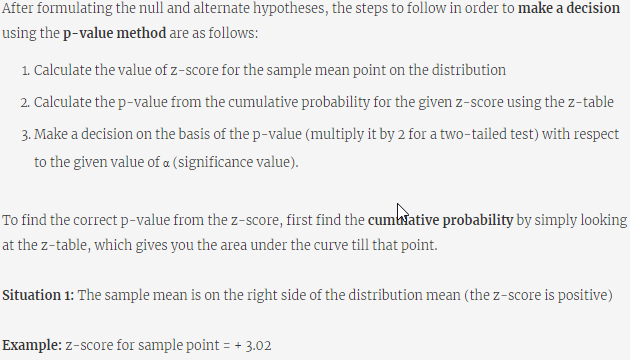 After formulating the null and alternate hypotheses, the steps to follow in order to make a decision
using the p-value method are as follows:
1. Calculate the value of z-score for the sample mean point on the distribution
2. Calculate the p-value from the cumulative probability for the given z-score using the z-table
3. Make a decision on the basis of the p-value (multiply it by 2 for a two-tailed test) with respect
to the given value of α (significance value).
To find the correct p-value from the z-score, first find the cumulative probability by simply looking
at the z-table, which gives you the area under the curve till that point.
Situation 1: The sample mean is on the right side of the distribution mean (the z-score is positive)
Example: z-score for sample point = + 3.02